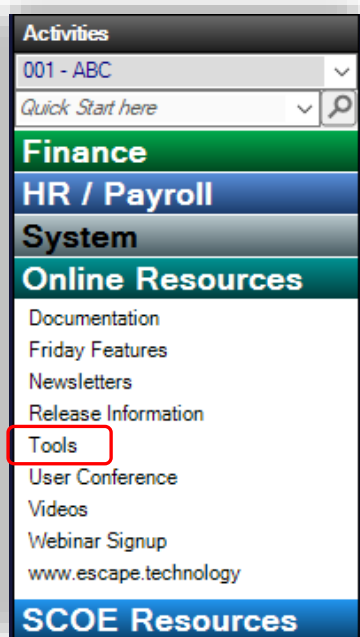 Activities
001 - ABC
Quick Start here
Finance
HR / Payroll
System
Online Resources
Documentation
Friday Features
Newsletters
Release Information
Tools
User Conference
Videos
Webinar Signup
www.escape.technology
SCOE Resources